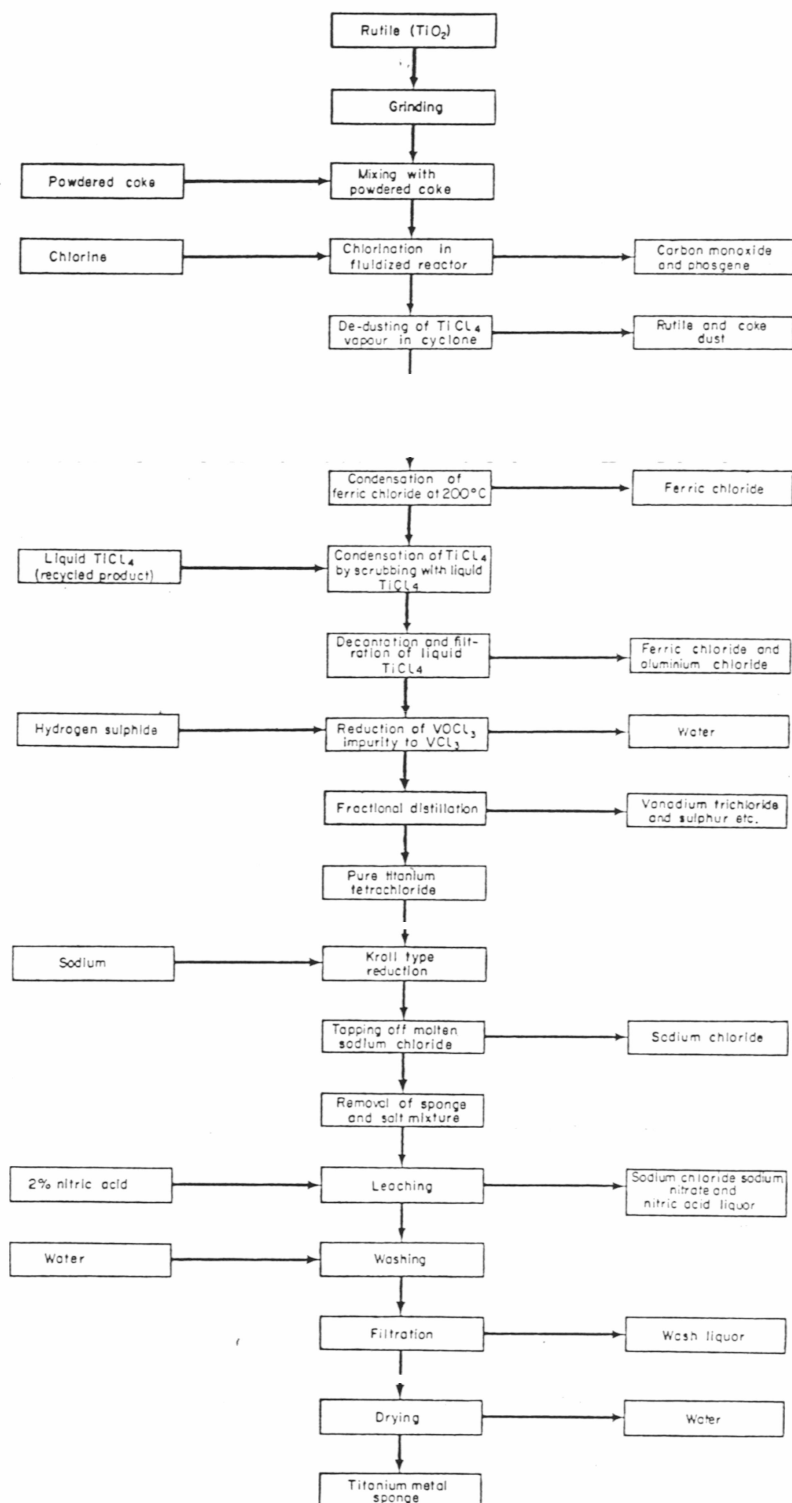 Rutile (TiO2)
Grinding
Powdered coke
Mixing with
powdered coke
Chlorine
Chlorination in
fluidized reactor
Carbon monoxide
and phosgene
De-dusting of TiCL4
vapour in cyclone
Rutile and coke
dust
Condensation of
ferric chloride at 200°C
Ferric chloride
Liquid TiCL4
(recycled product)
Condensation of TiCL4
by scrubbing with liquid
TiCL4
Decantation and filt-
ration of liquid
TiCL4
Ferric chloride and
aluminium chloride
Hydrogen sulphide
Reduction of VOCL3
impurity to VCL3
Water
Fractional distillation
Vanadium trichloride
and sulphur etc.
Pure titanium
tetrachloride
Sodium
Kroll type
reduction
Tapping off molten
sodium chloride
Sodium chloride
Removal of sponge
and salt mixture
2% nitric acid
Leaching
Sodium chloride sodium
nitrate and
nitric acid liquor
Water
Washing
Filtration
Wash liquor
Drying
Water
Titanium metal
sponge